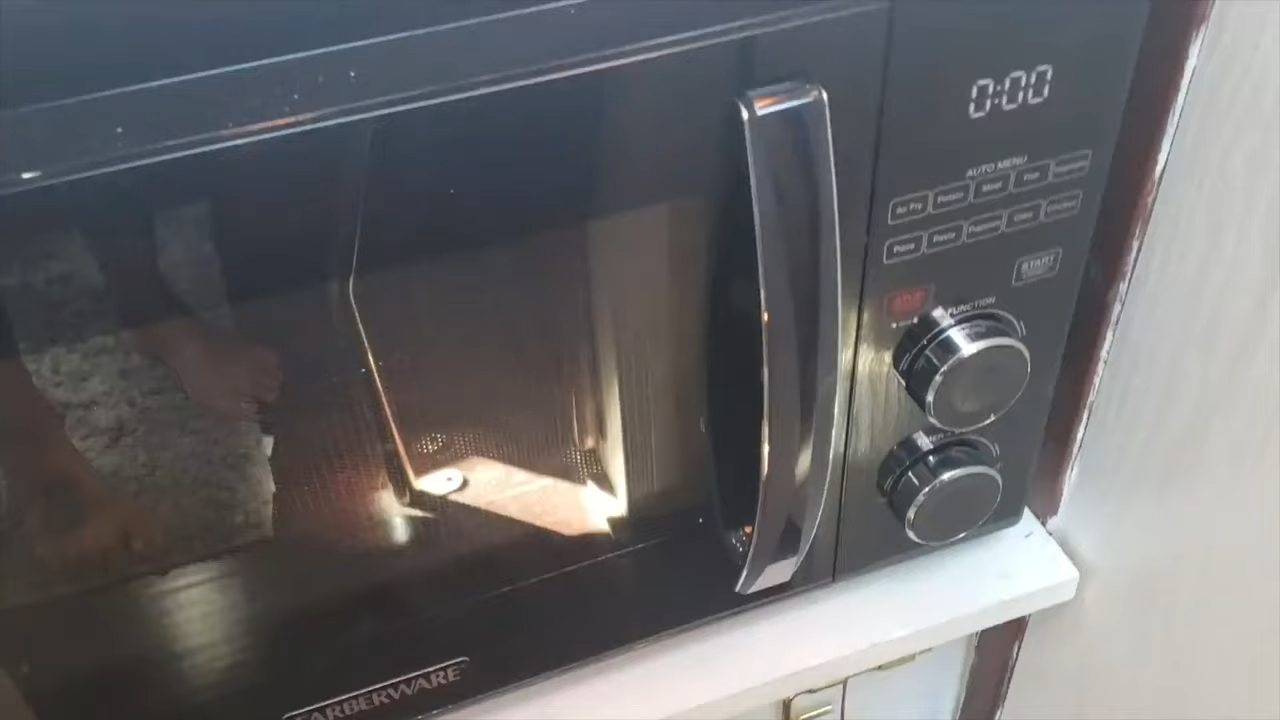 0:00
AUTO MENU
Air Fry Potato Meat Fish
Pizza Pasta Popcorn Cake Chicken
START
FUNCTION
FARBERWARE